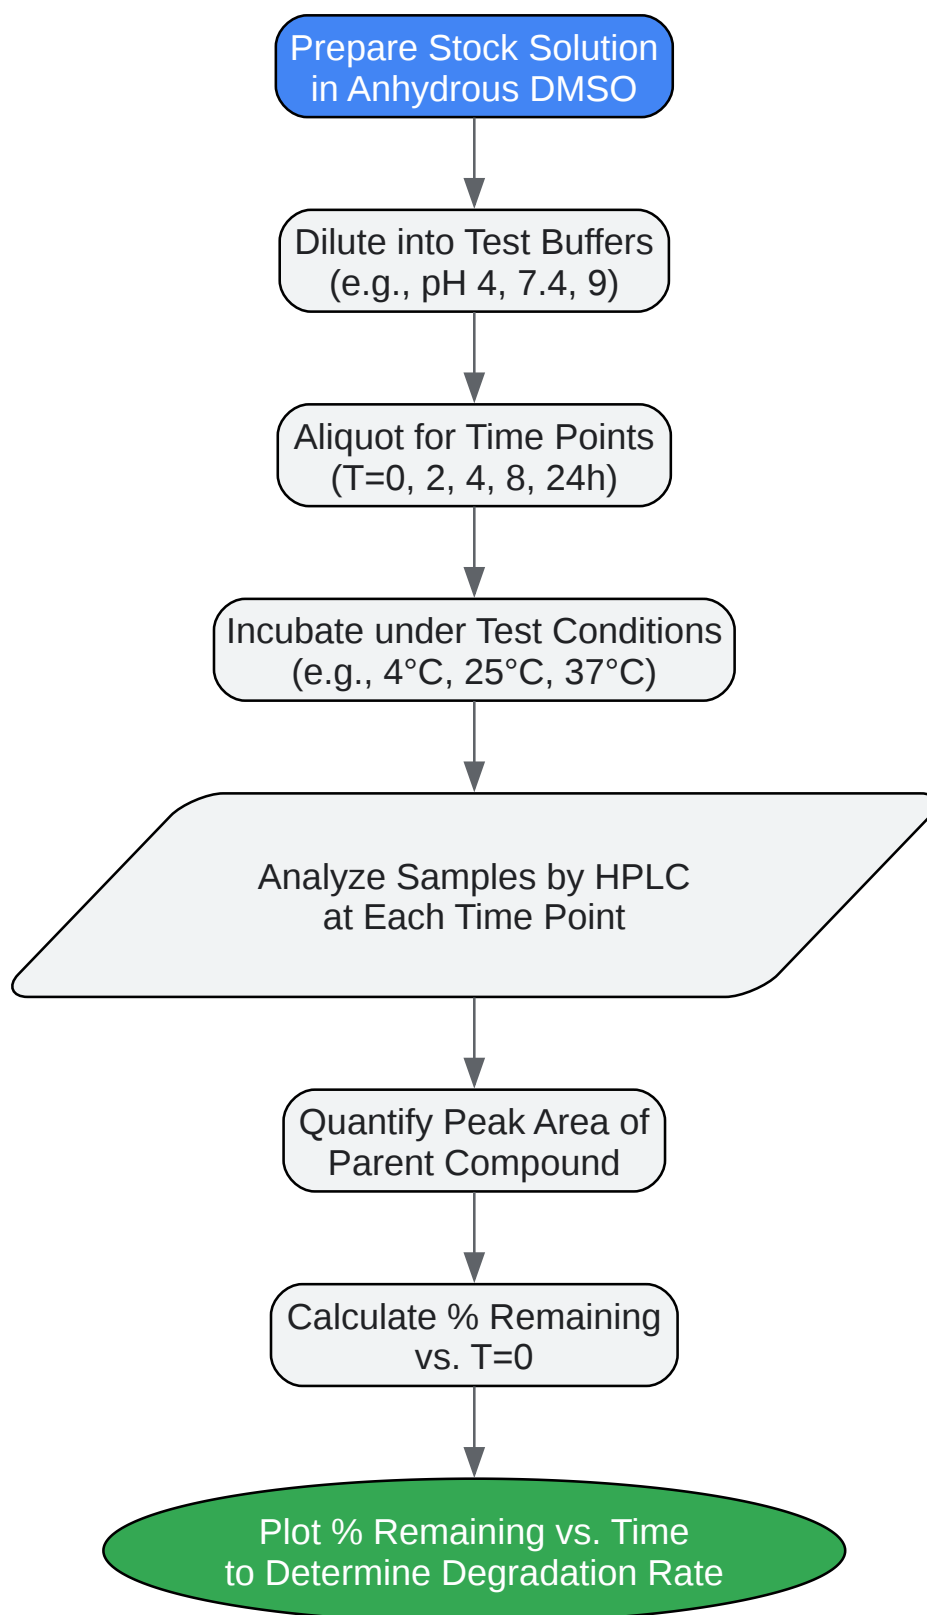 Prepare Stock Solution
in Anhydrous DMSO
Dilute into Test Buffers
(e.g., pH 4, 7.4, 9)
Aliquot for Time Points
(T=0, 2, 4, 8, 24h)
Incubate under Test Conditions
(e.g., 4°C, 25°C, 37°C)
Analyze Samples by HPLC
at Each Time Point
Quantify Peak Area of
Parent Compound
Calculate % Remaining
vs. T=0
Plot % Remaining vs. Time
to Determine Degradation Rate